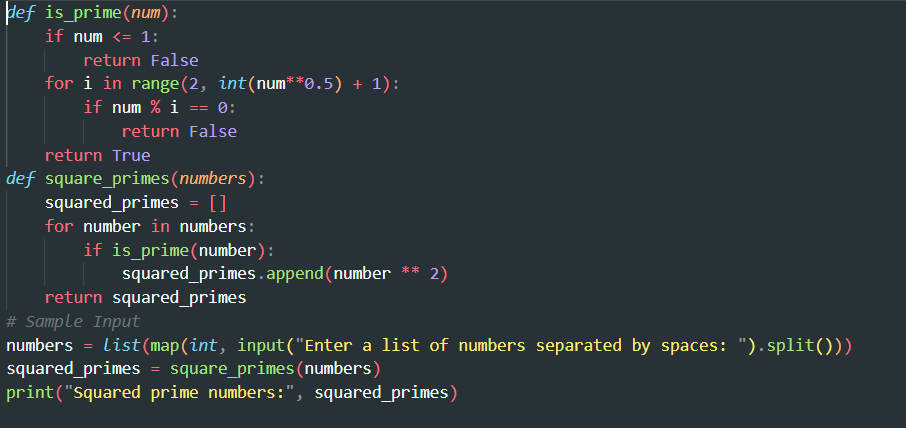 def is_prime(num):
    if num <= 1:
        return False
    for i in range(2, int(num**0.5) + 1):
        if num % i == 0:
            return False
    return True
def square_primes(numbers):
    squared_primes = []
    for number in numbers:
        if is_prime(number):
            squared_primes.append(number ** 2)
    return squared_primes
# Sample Input
numbers = list(map(int, input("Enter a list of numbers separated by spaces: ").split()))
squared_primes = square_primes(numbers)
print("Squared prime numbers:", squared_primes)